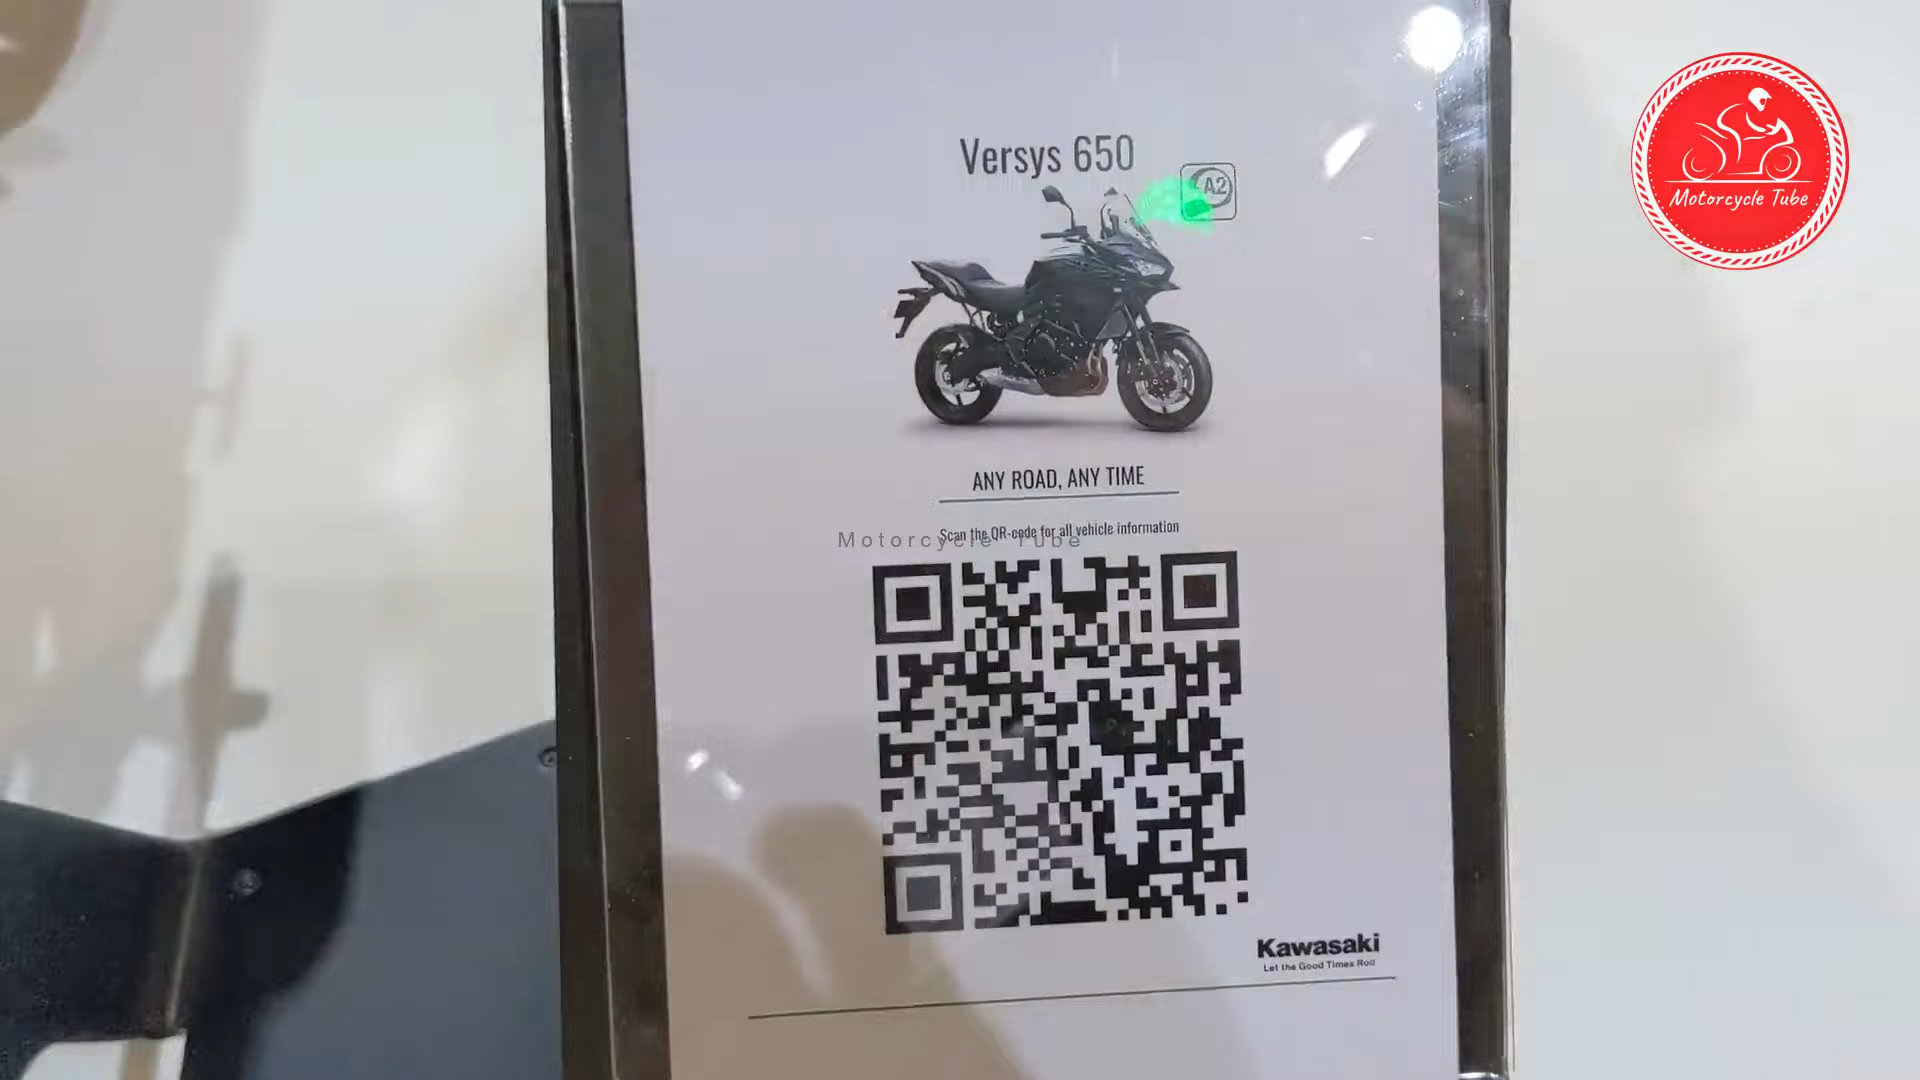 Versys 650
A2
Motorcycle Tube
ANY ROAD, ANY TIME
Scan the QR-code for all vehicle information
Motorcycle Tube
Kawasaki
Let the Good Times Roll